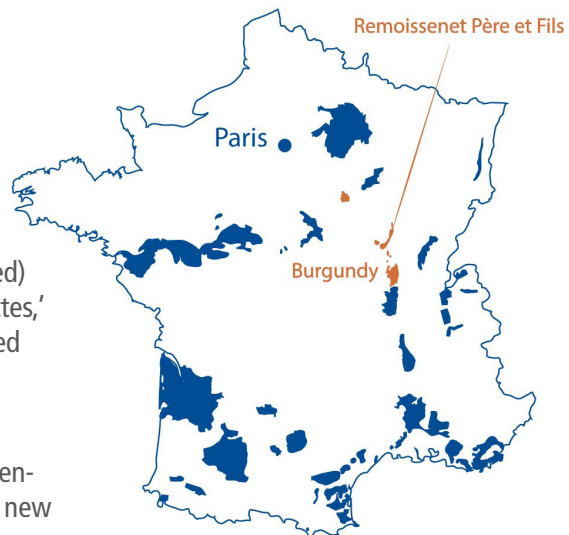 Remoissenet Père et Fils
Paris
Burgundy
ed)
tes,’
ed
en-
new